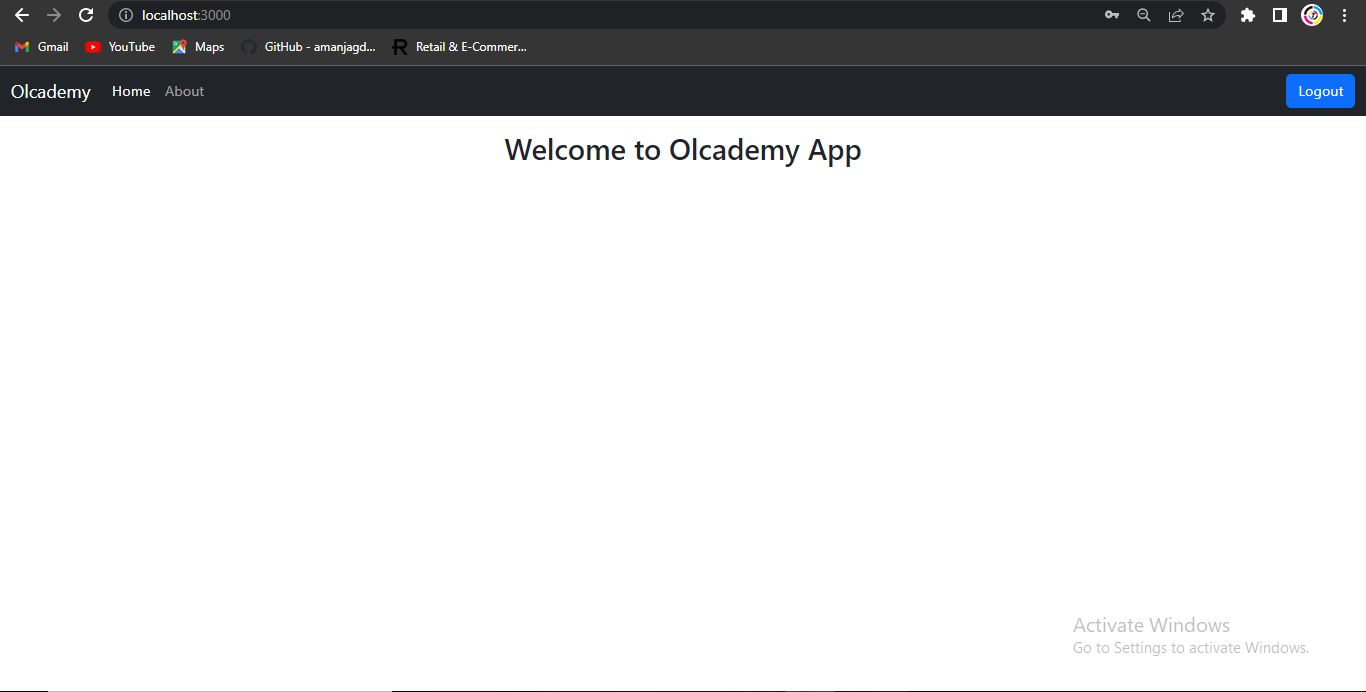 localhost:3000
Gmail YouTube Maps GitHub - amanjagd... Retail & E-Commer...
Olcademy Home About Logout
Welcome to Olcademy App
Activate Windows
Go to Settings to activate Windows.